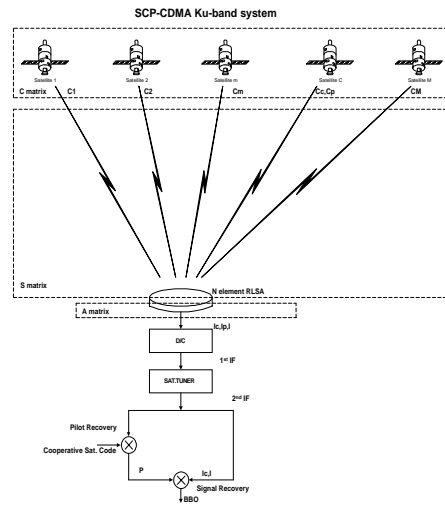 SCP-CDMA Ku-band system
Satellite 1
Satellite 2
Satellite m
Satellite C
Satellite M
C matrix
C1
C2
Cm
Cc,Cp
CM
S matrix
N element RLSA
A matrix
Ic,Ip,I
D/C
1st IF
SAT.TUNER
2nd IF
Pilot Recovery
Cooperative Sat. Code
P
Ic,I
Signal Recovery
BBO